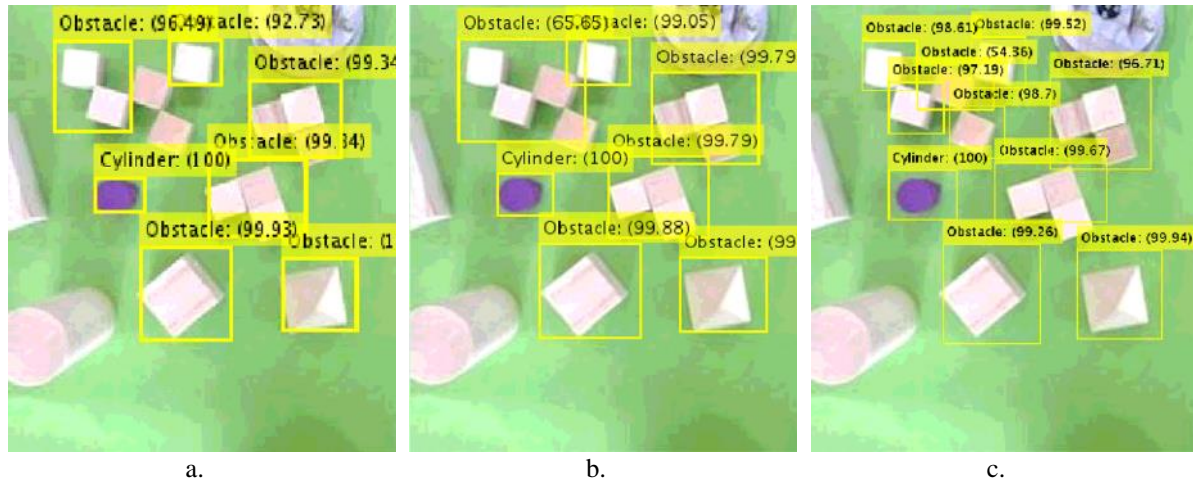 Obstacle: (96.49)
Obstacle: (92.73)
Obstacle: (99.34
Obstacle: (99.84)
Cylinder: (100)
Obstacle: (99.93)
Obstacle: (1
a.
Obstacle: (65.65)
acle: (99.05)
Obstacle: (99.79
Obstacle: (99.79)
Cylinder: (100)
Obstacle: (99.88)
Obstacle: (99
b.
Obstacle: (98.61)
Obstacle: (99.52)
Obstacle: (54.36)
Obstacle: (97.19)
Obstacle: (96.71)
Obstacle: (98.7)
Cylinder: (100)
Obstacle: (99.67)
Obstacle: (99.26)
Obstacle: (99.94)
c.